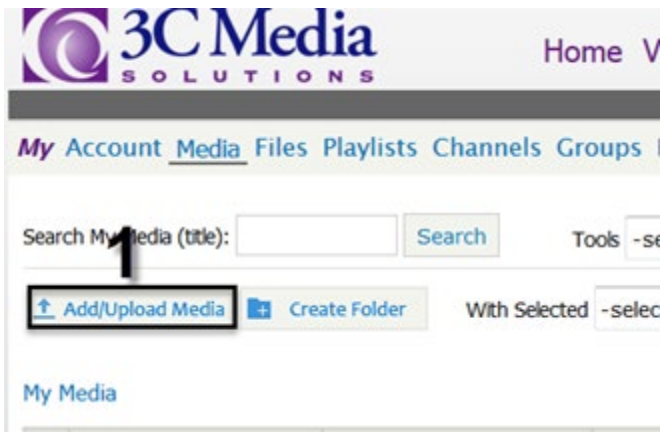 3C Media
SOLUTIONS
Home
My Account Media Files Playlists Channels Groups
Search My Media (title): Search Tools
1
Add/Upload Media Create Folder With Selected
My Media